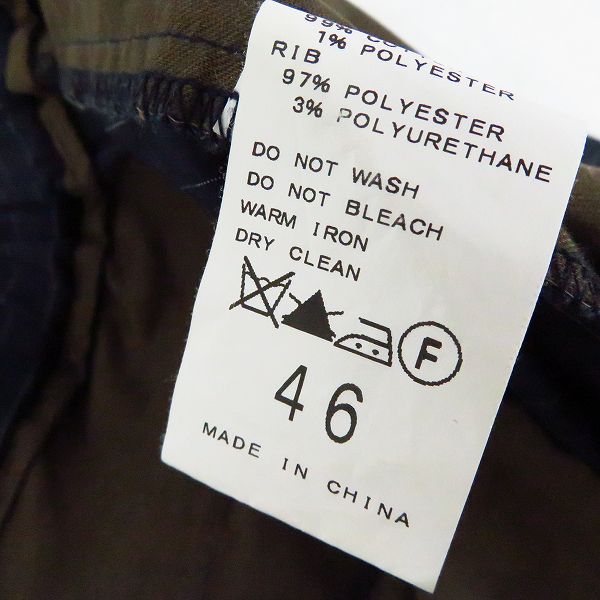 1% POLYESTER
RIB
97% POLYESTER
3% POLYURETHANE
DO NOT WASH
DO NOT BLEACH
WARM IRON
DRY CLEAN
F
46
MADE IN CHINA